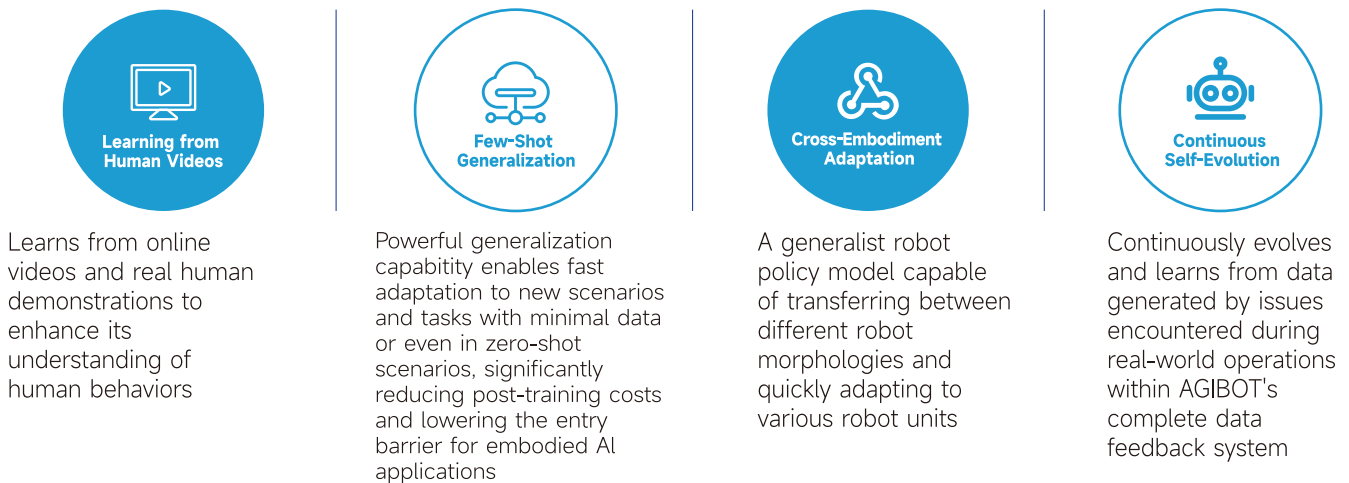 Learning from
Human Videos
Learns from online
videos and real human
demonstrations to
enhance its
understanding of
human behaviors
Few-Shot
Generalization
Powerful generalization
capabitity enables fast
adaptation to new scenarios
and tasks with minimal data
or even in zero-shot
scenarios, significantly
reducing post-training costs
and lowering the entry
barrier for embodied Al
applications
Cross-Embodiment
Adaptation
A generalist robot
policy model capable
of transferring between
different robot
morphologies and
quickly adapting to
various robot units
Continuous
Self-Evolution
Continuously evolves
and learns from data
generated by issues
encountered during
real-world operations
within AGIBOT's
complete data
feedback system